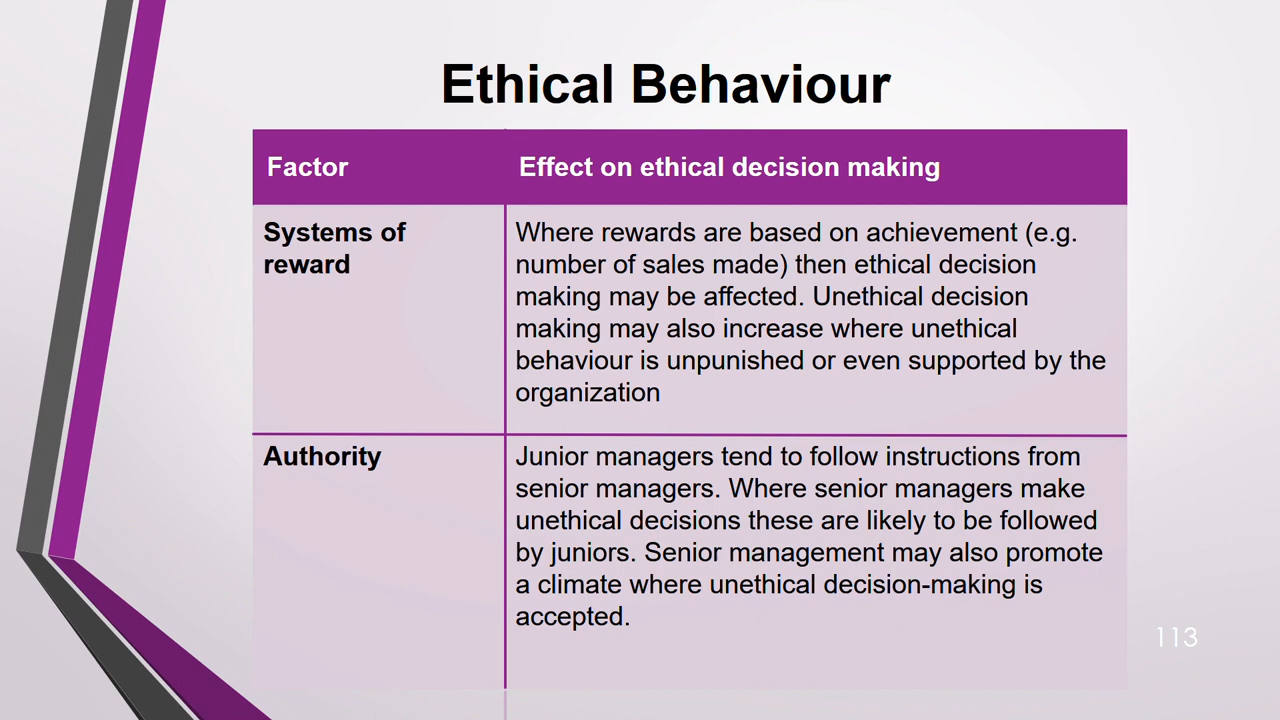 Ethical Behaviour
Factor
Effect on ethical decision making
Systems of
reward
Where rewards are based on achievement (e.g.
number of sales made) then ethical decision
making may be affected. Unethical decision
making may also increase where unethical
behaviour is unpunished or even supported by the
organization
Authority
Junior managers tend to follow instructions from
senior managers. Where senior managers make
unethical decisions these are likely to be followed
by juniors. Senior management may also promote
a climate where unethical decision-making is
accepted.
113